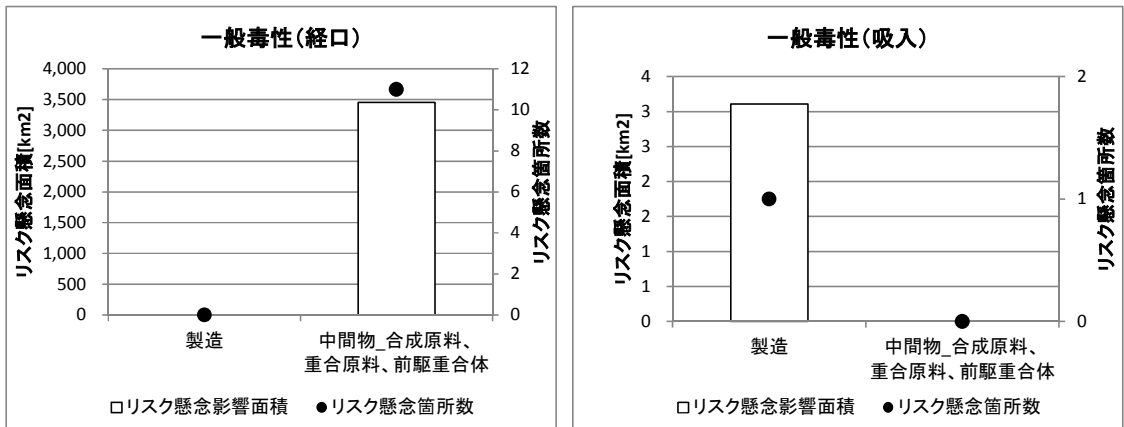 一般毒性（経口）
リスク懸念面積[km2]
4,000
3,500
3,000
2,500
2,000
1,500
1,000
500
0
12
10
8
6
4
2
0
リスク懸念箇所数
製造
中間物_合成原料、
重合原料、前駆重合体
□リスク懸念影響面積 ●リスク懸念箇所数
一般毒性（吸入）
リスク懸念面積[km2]
4
3
3
2
2
1
1
0
2
1
0
リスク懸念箇所数
製造
中間物_合成原料、
重合原料、前駆重合体
□リスク懸念影響面積 ●リスク懸念箇所数